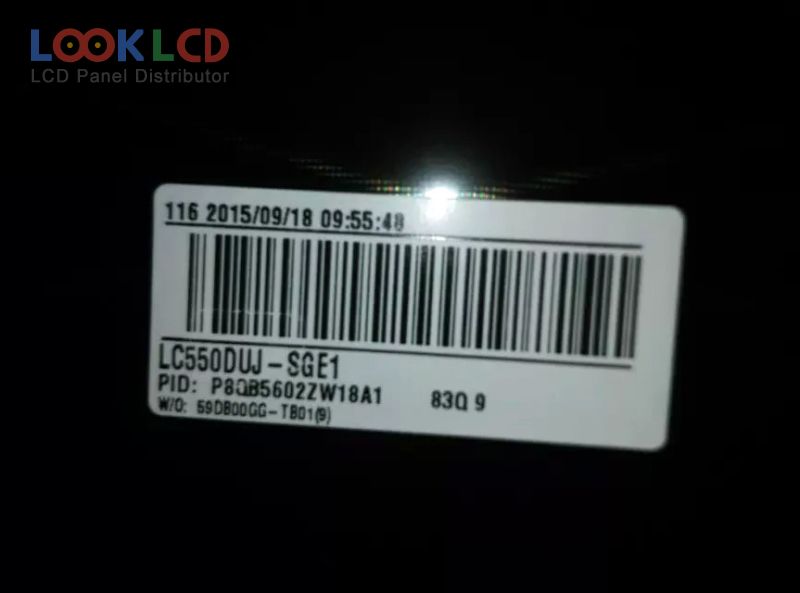 LOOKLCD
LCD Panel Distributor
116 2015/09/18 09:55:48
LC550DUJ-SGE1
PID: P8QB5602ZW18A1 83Q 9
W/O: 59DB00GG-TB01(9)